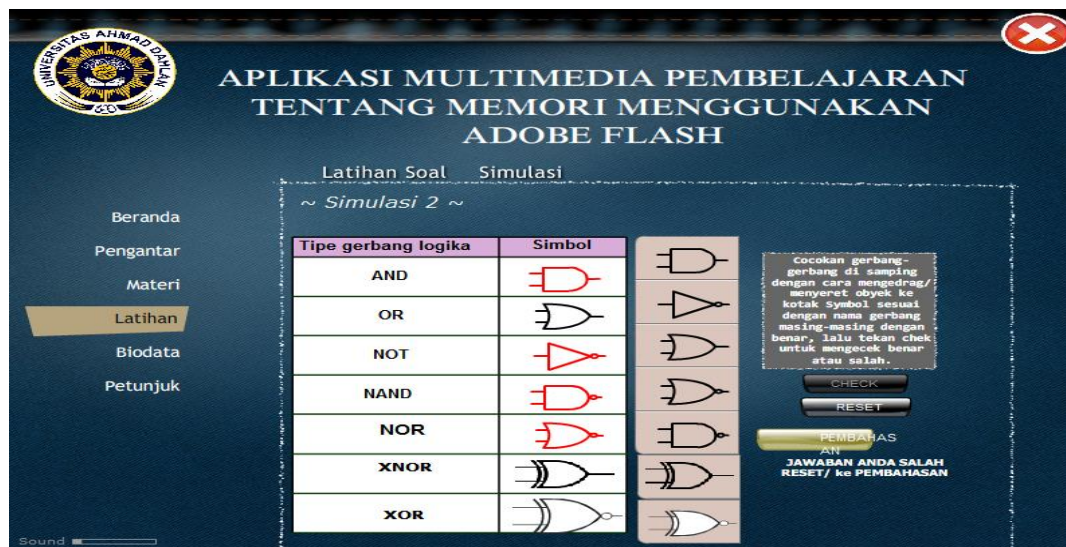 UNIVERSITAS AHMAD DAHLAN
APLIKASI MULTIMEDIA PEMBELAJARAN
TENTANG MEMORI MENGGUNAKAN
ADOBE FLASH
Latihan Soal Simulasi
~ Simulasi 2 ~
Beranda
Pengantar
Materi
Latihan
Biodata
Petunjuk
Tipe gerbang logika Simbol
AND
OR
NOT
NAND
NOR
XNOR
XOR
Cocokan gerbang-
gerbang di samping
dengan cara mengedrag/
menyeret obyek ke
kotak Symbol sesuai
dengan nama gerbang
masing-masing dengan
benar, lalu tekan chek
untuk mengecek benar
atau salah.
CHECK
RESET
PEMBAHAS
AN
JAWABAN ANDA SALAH
RESET/ ke PEMBAHASAN
Sound